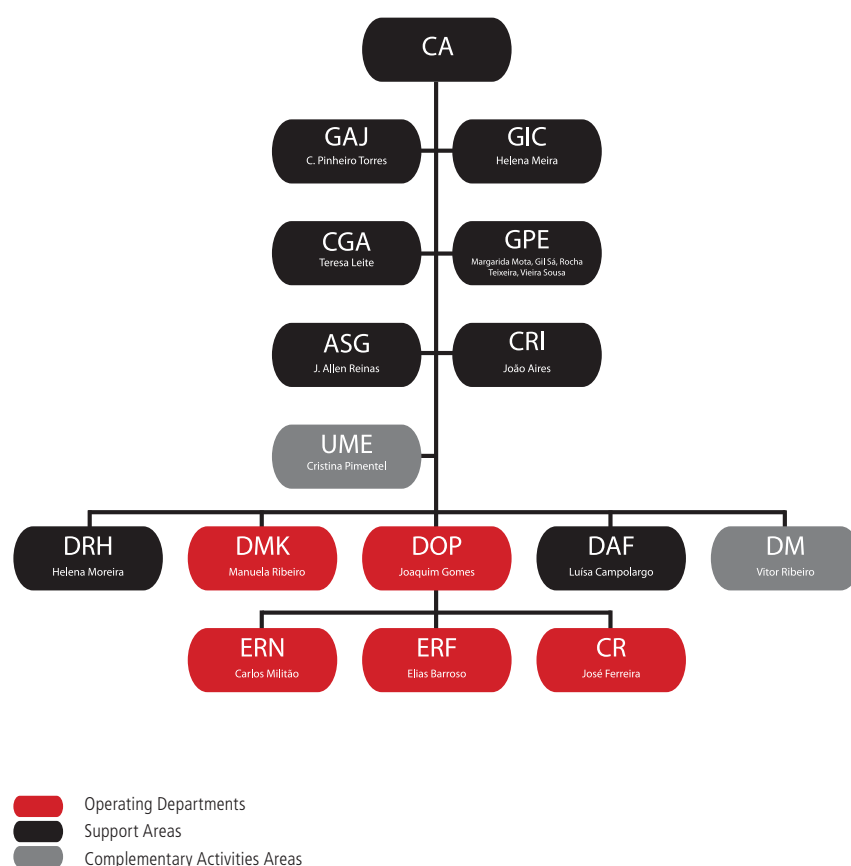 CA
GAJ
C. Pinheiro Torres
GIC
Helena Meira
CGA
Teresa Leite
GPE
Margarida Mota, Gil Sá, Rocha
Teixeira, Vieira Sousa
ASG
J. Allen Reinas
CRI
João Aires
UME
Cristina Pimentel
DRH
Helena Moreira
DMK
Manuela Ribeiro
DOP
Joaquim Gomes
DAF
Luísa Campolargo
DM
Vitor Ribeiro
ERN
Carlos Militão
ERF
Elias Barroso
CR
José Ferreira
Operating Departments
Support Areas
Complementary Activities Areas